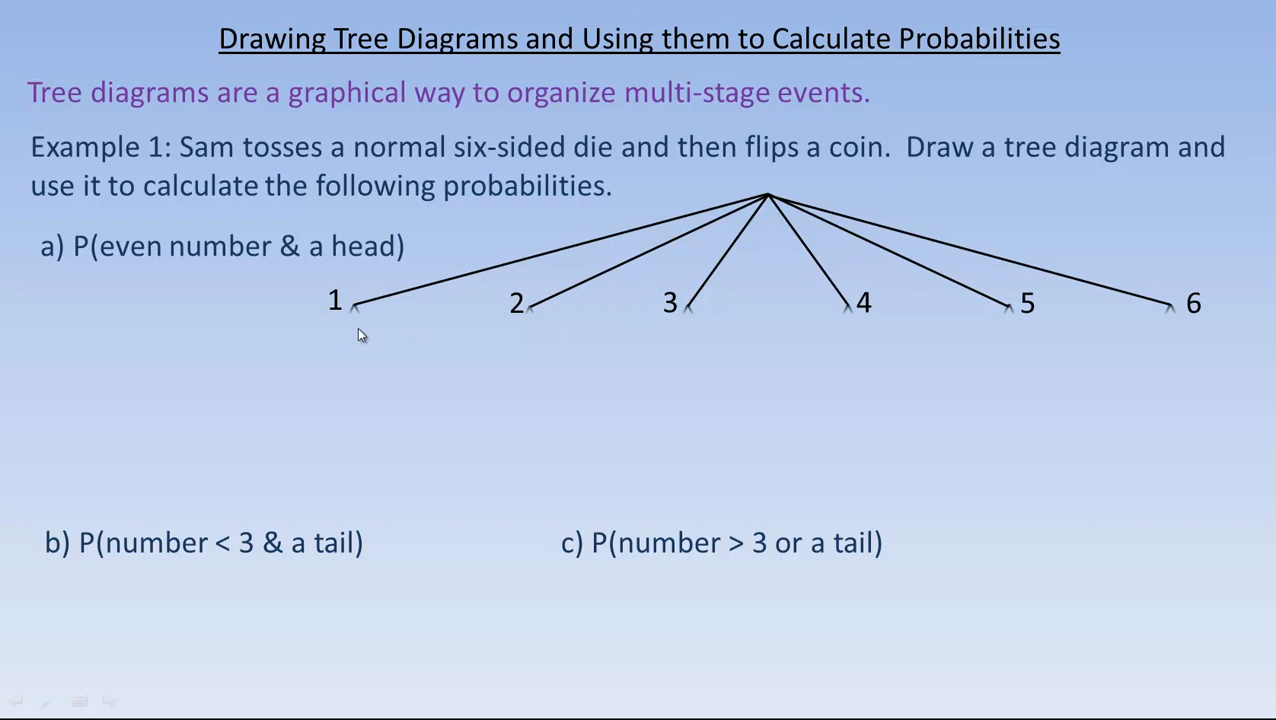 Drawing Tree Diagrams and Using them to Calculate Probabilities
Tree diagrams are a graphical way to organize multi-stage events.
Example 1: Sam tosses a normal six-sided die and then flips a coin.  Draw a tree diagram and
use it to calculate the following probabilities.
a) P(even number & a head)
1 2 3 4 5 6
b) P(number < 3 & a tail)
c) P(number > 3 or a tail)